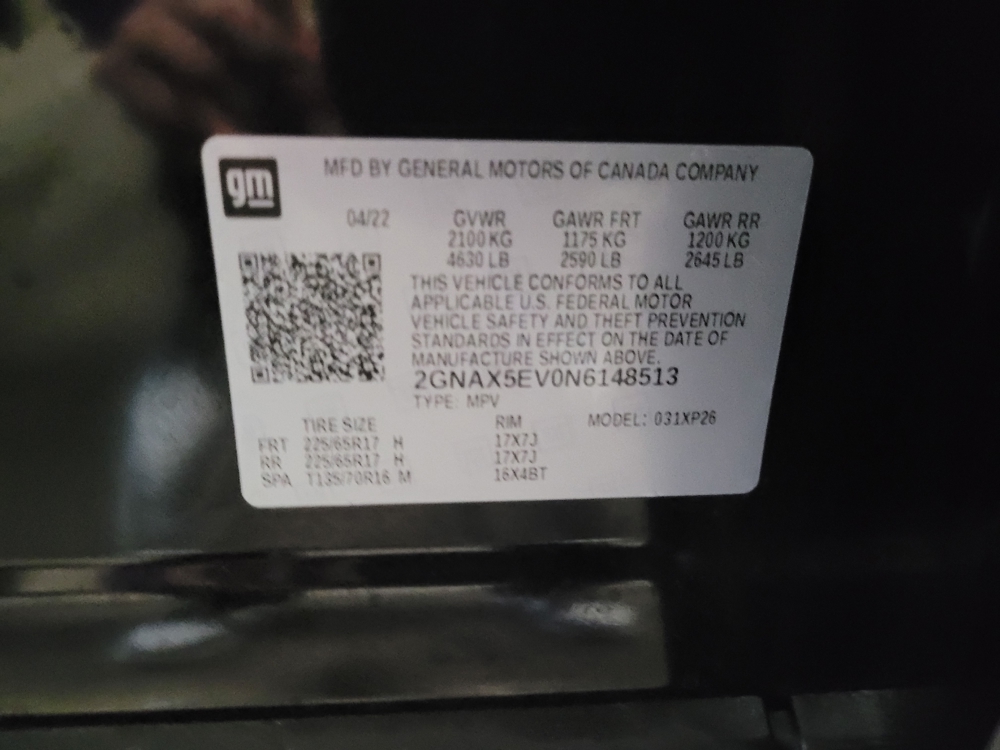 gm
MFD BY GENERAL MOTORS OF CANADA COMPANY
04/22 GVWR GAWR FRT GAWR RR
2100 KG 1175 KG 1200 KG
4630 LB 2590 LB 2645 LB
THIS VEHICLE CONFORMS TO ALL
APPLICABLE U.S. FEDERAL MOTOR
VEHICLE SAFETY AND THEFT PREVENTION
STANDARDS IN EFFECT ON THE DATE OF
MANUFACTURE SHOWN ABOVE.
2GNAX5EV0N6148513
TYPE: MPV
TIRE SIZE RIM MODEL: 031XP26
FRT 225/65R17 H 17X7J
RR 225/65R17 H 17X7J
SPA T135/70R16 M 16X4BT